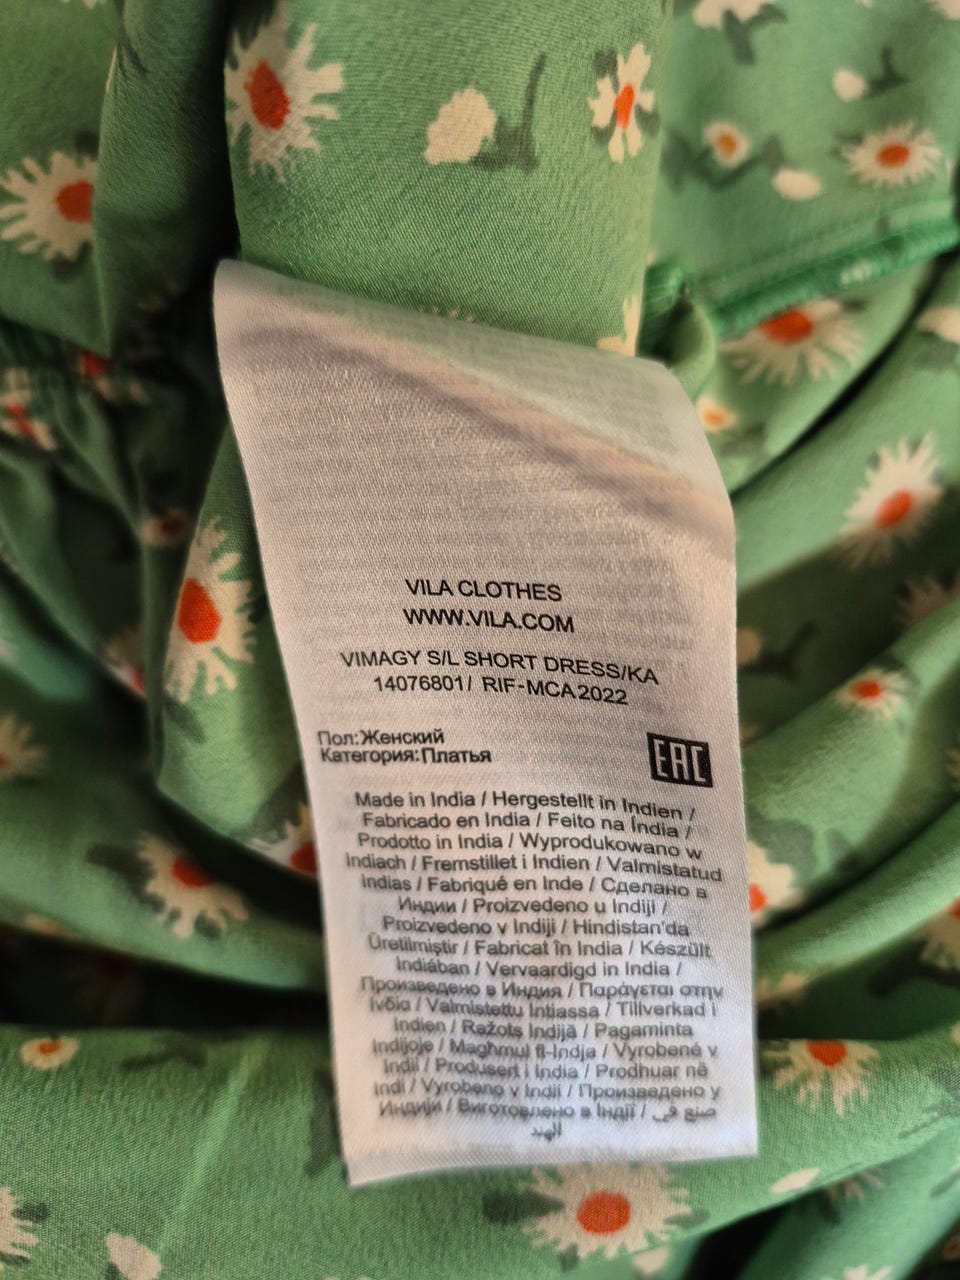 VILA CLOTHES
WWW.VILA.COM
VIMAGY S/L SHORT DRESS/KA
14076801/ RIF-MCA2022
Пол:Женский
Категория:Платья
EAC
Made in India / Hergestellt in Indien /
Fabricado en India / Feito na Índia /
Prodotto in India / Wyprodukowano w
Indiach / Fremstillet i Indien / Valmistatud
Indias / Fabriqué en Inde / Сделано в
Индии / Proizvedeno u Indiji /
Proizvedeno v Indiji / Hindistan'da
Üretilmiştir / Fabricat în India / Készült
Indiában / Vervaardigd in India /
Произведено в Индия / Παράγεται στην
Ινδία / Valmistettu Intiassa / Tillverkad i
Indien / Ražots Indijā / Pagaminta
Indijoje / Magħmul fl-Indja / Vyrobené v
Indii / Produsert i India / Prodhuar në
Indi / Vyrobeno v Indii / Произведено у
Индији / Виготовлено в Індії / صنع في
الهند